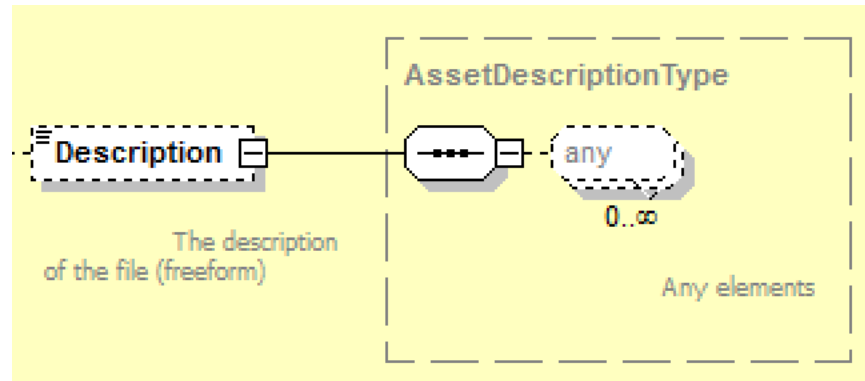 AssetDescriptionType
Description
any
0..∞
The description
of the file (freeform)
Any elements